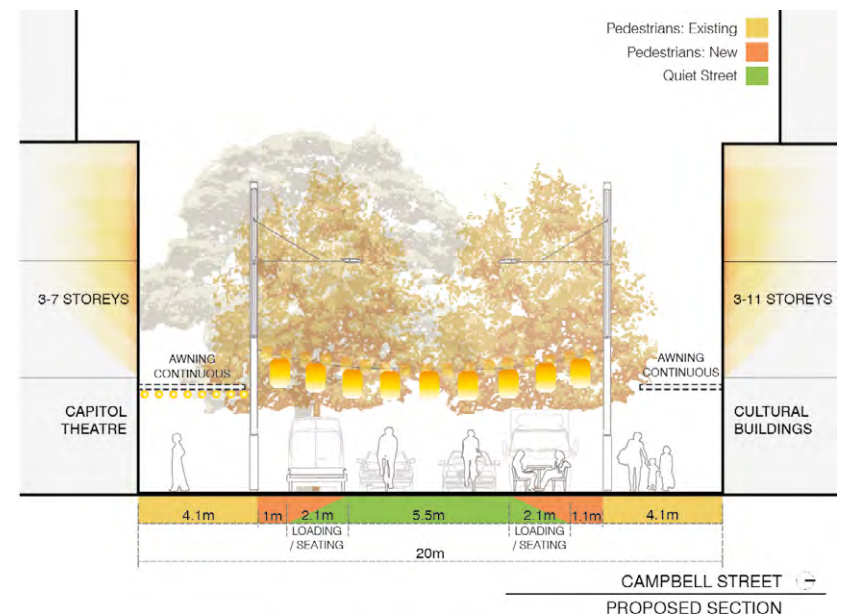 Pedestrians: Existing
Pedestrians: New
Quiet Street
3-7 STOREYS
3-11 STOREYS
AWNING
CONTINUOUS
AWNING
CONTINUOUS
CAPITOL
THEATRE
CULTURAL
BUILDINGS
4.1m 1m 2.1m 5.5m 2.1m 1.1m 4.1m
LOADING
/ SEATING
LOADING
/ SEATING
20m
CAMPBELL STREET
PROPOSED SECTION